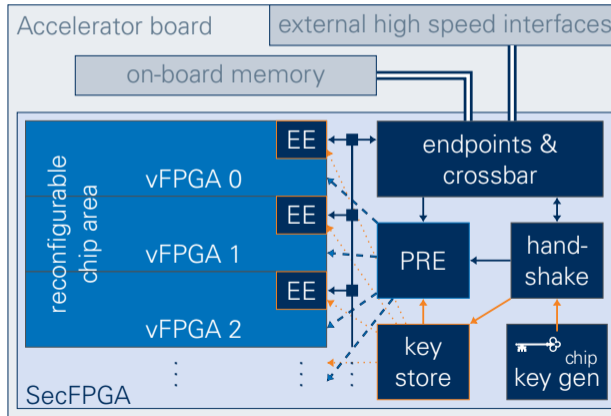 Accelerator board
external high speed interfaces
on-board memory
EE
endpoints &
crossbar
vFPGA 0
reconfigurable
chip area
EE
vFPGA 1
PRE
hand-
shake
EE
vFPGA 2
key
store
chip
key gen
SecFPGA